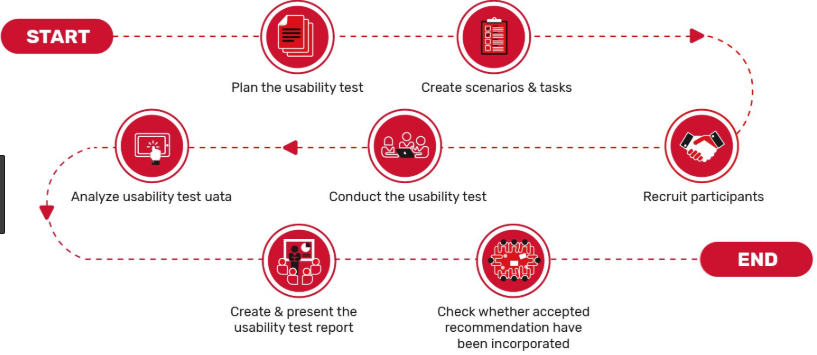 START
Plan the usability test
Create scenarios & tasks
Recruit participants
Conduct the usability test
Analyze usability test uata
Create & present the
usability test report
Check whether accepted
recommendation have
been incorporated
END